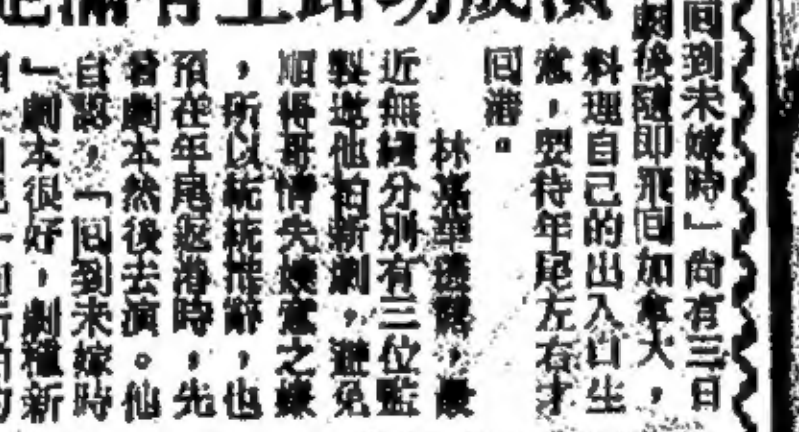 回到未嫁時」尚有三日
劇後隨即飛回加拿大，
料理自己的出入口生
意，要待年尾左右才
回港。
林嘉華透露，最
近無綫分別有三位監
製邀他拍新劇，避免
順得哥情失嫂意之嫌
，所以統統推辭，也
預在年尾返港時，先
看劇本然後去演。他
自認，「回到未嫁時
」劇本很好，劇種新